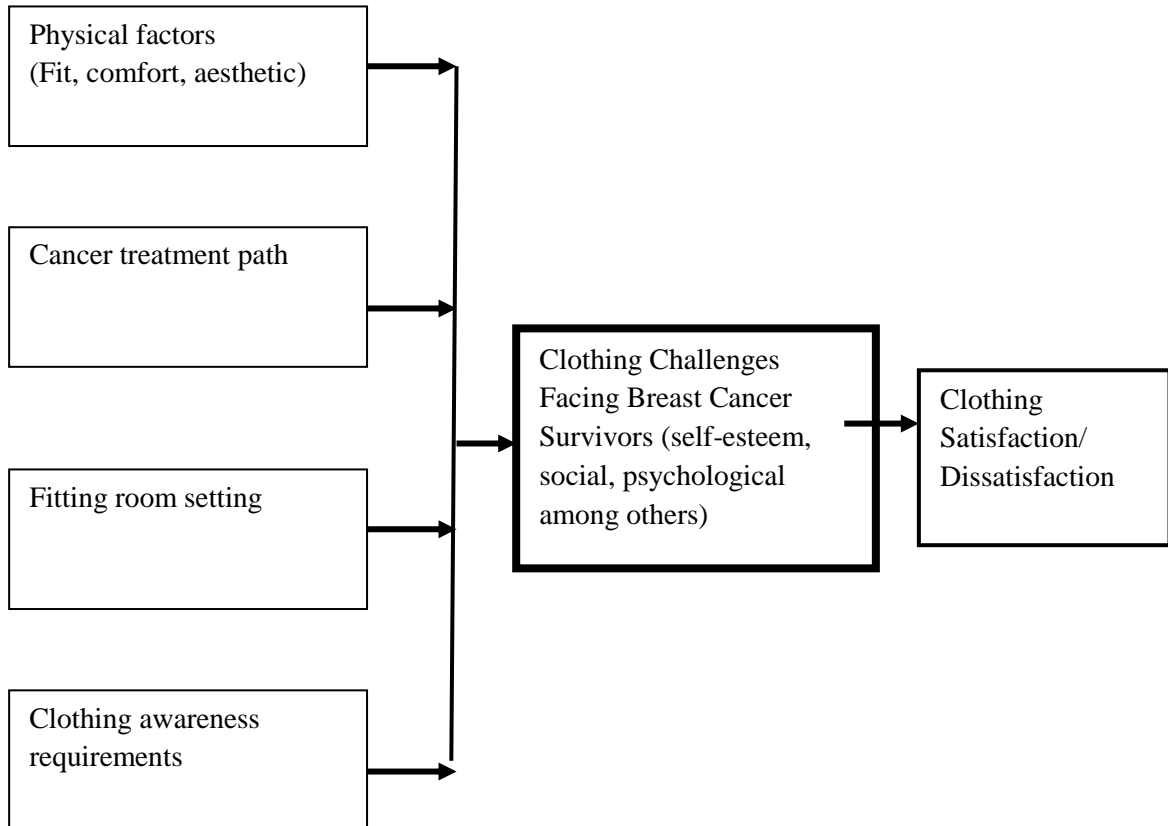 Physical factors
(Fit, comfort, aesthetic)
Cancer treatment path
Fitting room setting
Clothing awareness
requirements
Clothing Challenges
Facing Breast Cancer
Survivors (self-esteem,
social, psychological
among others)
Clothing
Satisfaction/
Dissatisfaction